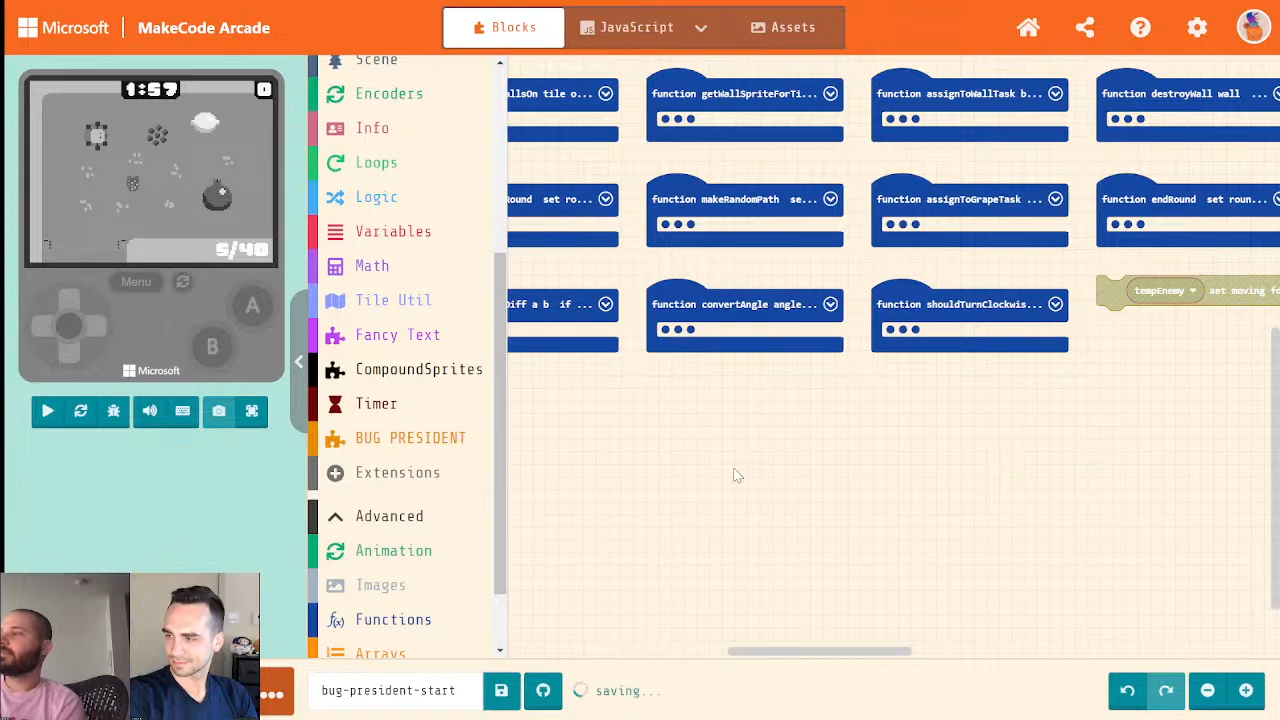 Microsoft
MakeCode Arcade
Blocks
JavaScript
Assets
1:57
0
5/40
Menu
A
B
Microsoft
Scene
Encoders
Info
Loops
Logic
Variables
Math
Tile Util
Fancy Text
CompoundSprites
Timer
BUG PRESIDENT
Extensions
Advanced
Animation
Images
Functions
Arrays
allsOn tile o...
function getWallSpriteForTi...
function assignToWallTask b...
function destroyWall wall ...
Round set ro...
function makeRandomPath se...
function assignToGrapeTask ...
function endRound set roun...
Diff a b if ...
function convertAngle angle...
function shouldTurnClockwis...
tempEnemy set moving fo
bug-president-start
saving...